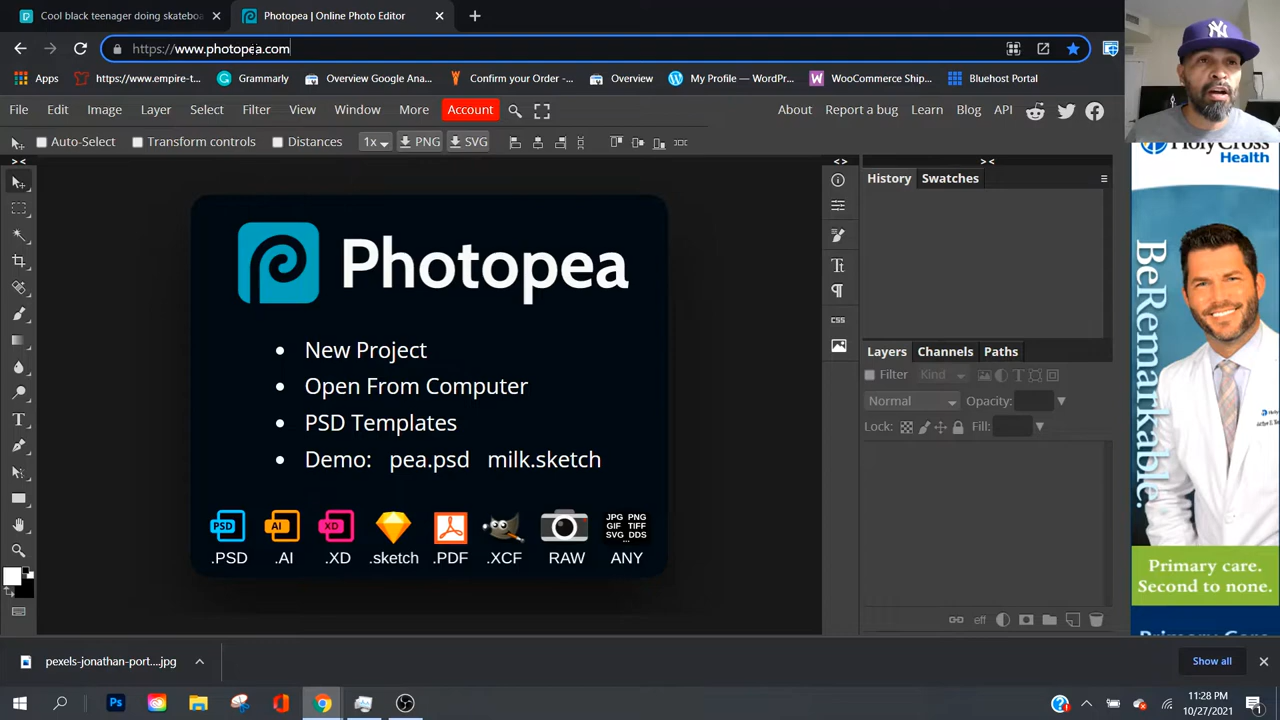 Cool black teenager doing skatebo
Photopea | Online Photo Editor
https://www.photopea.com
Apps
https://www.empire-t...
Grammarly
Overview Google Ana...
Confirm your Order -...
Overview
My Profile — WordPr...
WooCommerce Ship...
Bluehost Portal
File Edit Image Layer Select Filter View Window More Account
About Report a bug Learn Blog API
Auto-Select Transform controls Distances 1x PNG SVG
History Swatches
Photopea
New Project
Open From Computer
PSD Templates
Demo: pea.psd milk.sketch
PSD Ai XD
JPG PNG
GIF TIFF
SVG DDS
.PSD .AI .XD .sketch .PDF .XCF RAW ANY
CSS
Layers Channels Paths
Filter Kind
Normal Opacity:
Lock: Fill:
eff
NY
HolyCross
Health
BeRemarkable.
Primary care.
Second to none.
pexels-jonathan-port....jpg
Show all
Ps
11:28 PM
10/27/2021